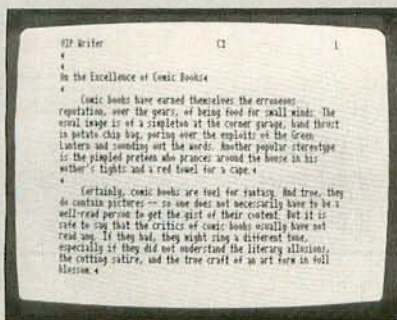 VIP Writer CI 1
On the Excellence of Comic Books
Comic books have earned themselves the erroneous
reputation, over the years, of being food for small minds. The
usual image is of a simpleton at the corner garage, hand thrust
in potato chip bag, poring over the exploits of the Green
Lantern and sounding out the words. Another popular stereotype
is the pimpled preteen who prances around the house in his
mother's tights and a red towel for a cape.
Certainly, comic books are fuel for fantasy. And true, they
do contain pictures -- so one does not necessarily have to be a
well-read person to get the gist of their content. But it is
safe to say that the critics of comic books usually have not
read any. If they had, they might sing a different tune,
especially if they did not understand the literary allusions,
the cutting satire, and the true craft of an art form in full
blossom.